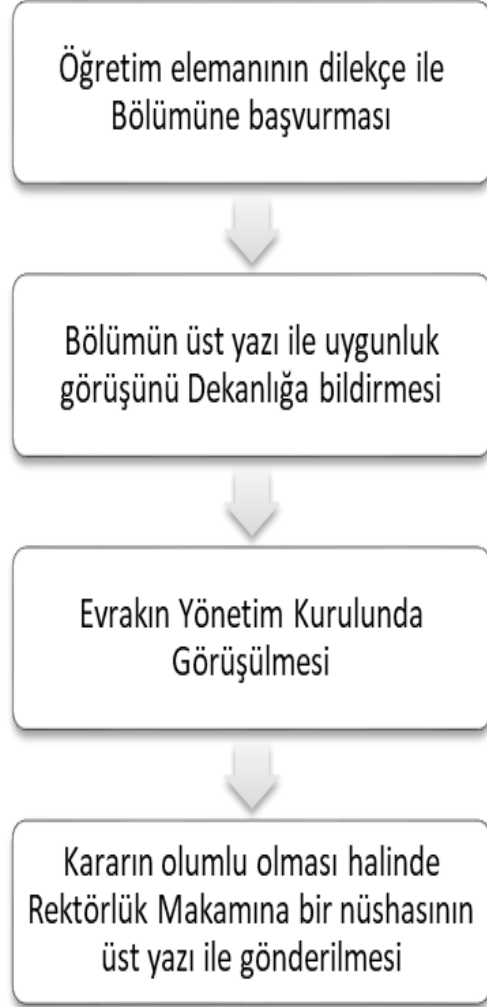 Öğretim elemanının dilekçe ile
Bölümüne başvurması
Bölümün üst yazı ile uygunluk
görüşünü Dekanlığa bildirmesi
Evrakın Yönetim Kurulunda
Görüşülmesi
Kararın olumlu olması halinde
Rektörlük Makamına bir nüshasının
üst yazı ile gönderilmesi